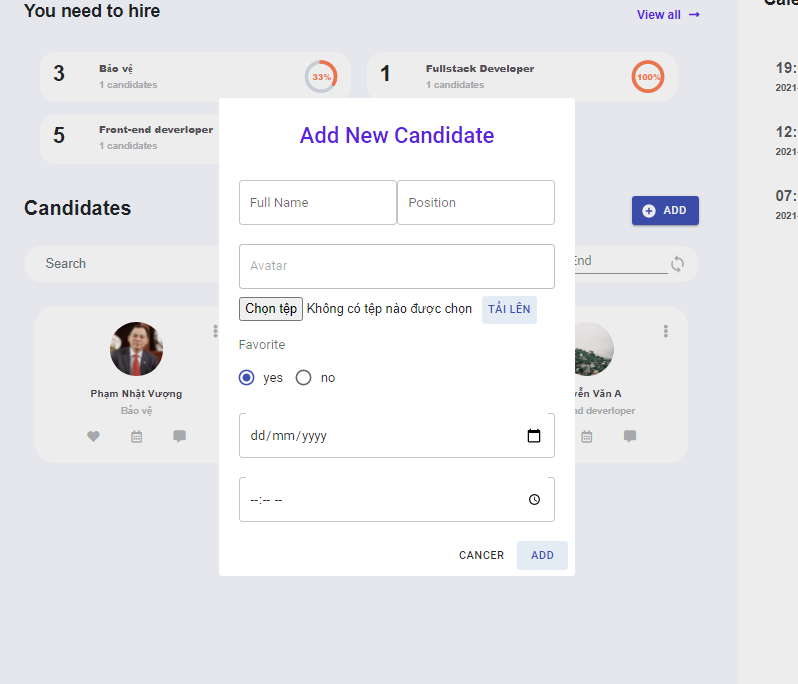 You need to hire
View all →
3 Bảo vệ
1 candidates
33%
1 Fullstack Developer
1 candidates
100%
5 Front-end deverloper
1 candidates
Candidates
ADD
Search
End
Phạm Nhật Vượng
Bảo vệ
yễn Văn A
nd deverloper
Add New Candidate
Full Name
Position
Avatar
Chọn tệp Không có tệp nào được chọn
TẢI LÊN
Favorite
yes no
dd/mm/yyyy
--:-- --
CANCER
ADD
19:
2021-
12:
2021-
07:
2021-